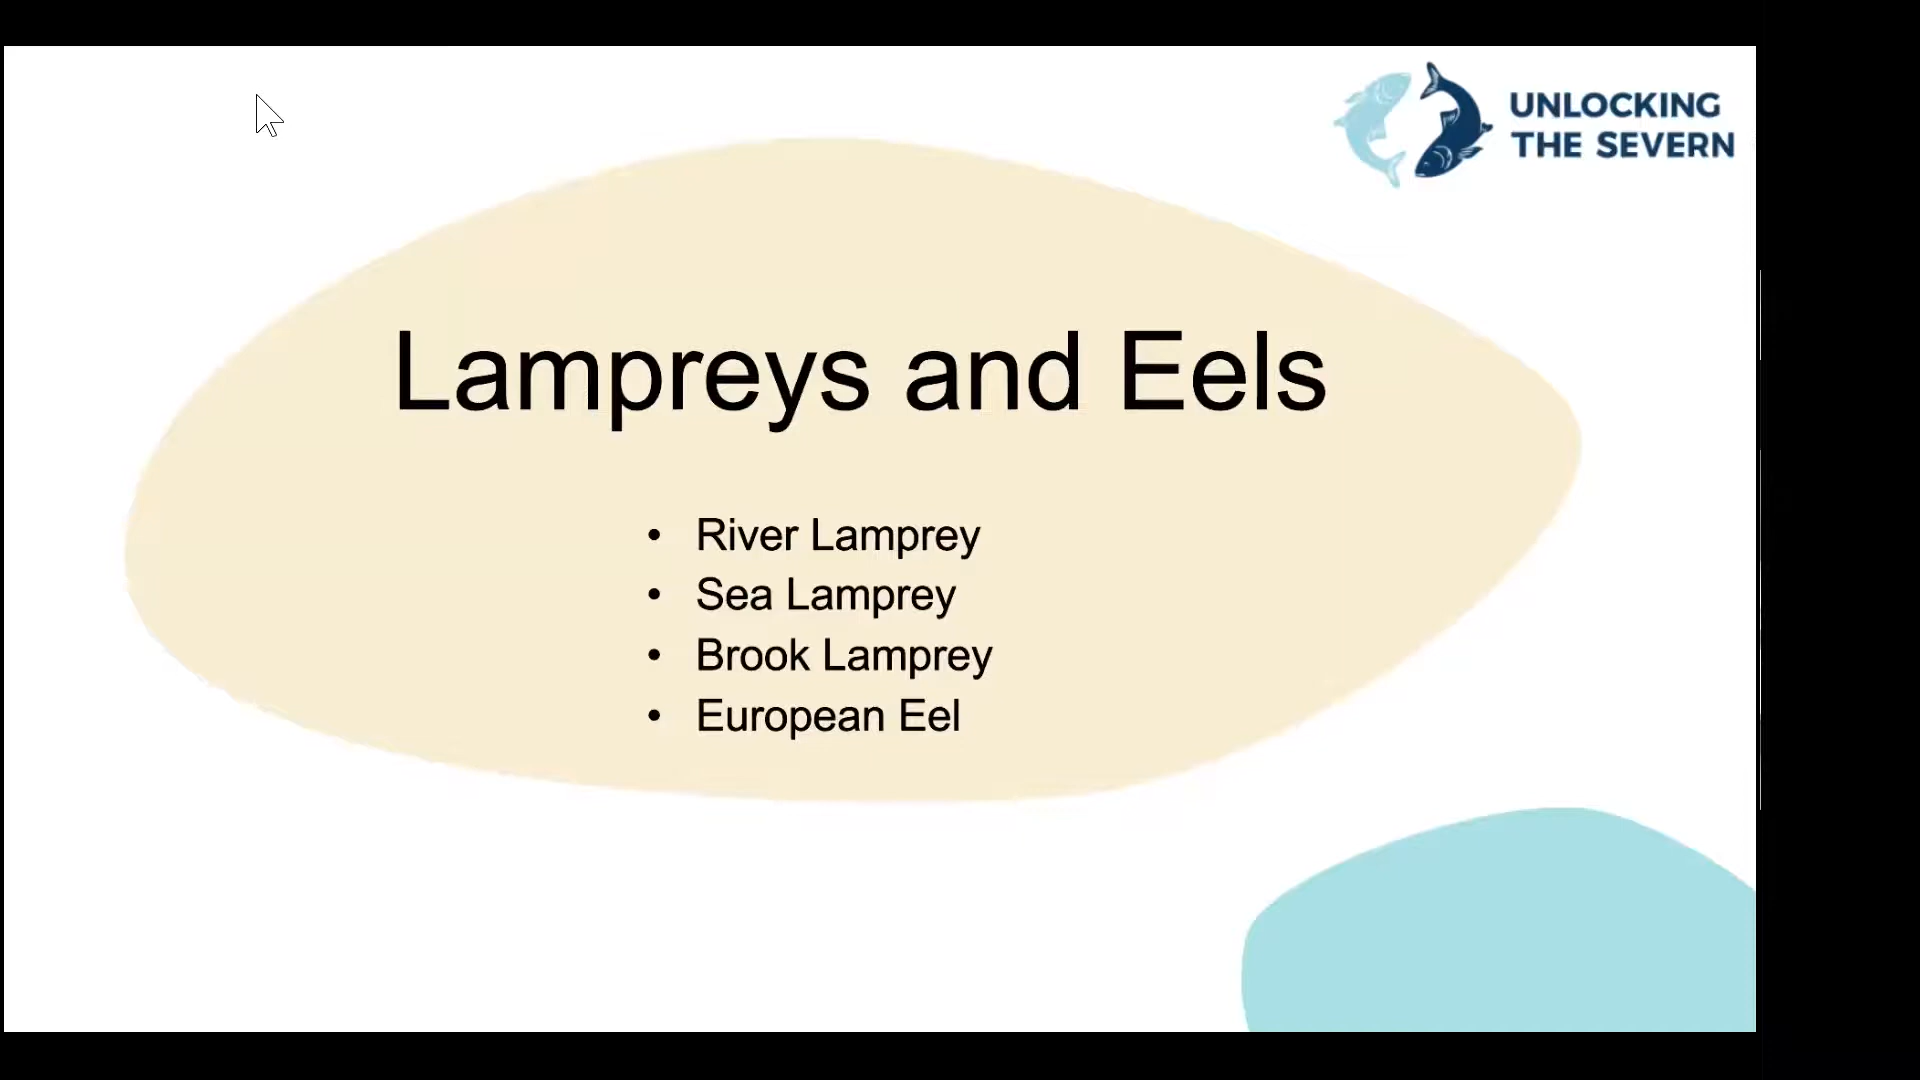 UNLOCKING
THE SEVERN
Lampreys and Eels
• River Lamprey
• Sea Lamprey
• Brook Lamprey
• European Eel